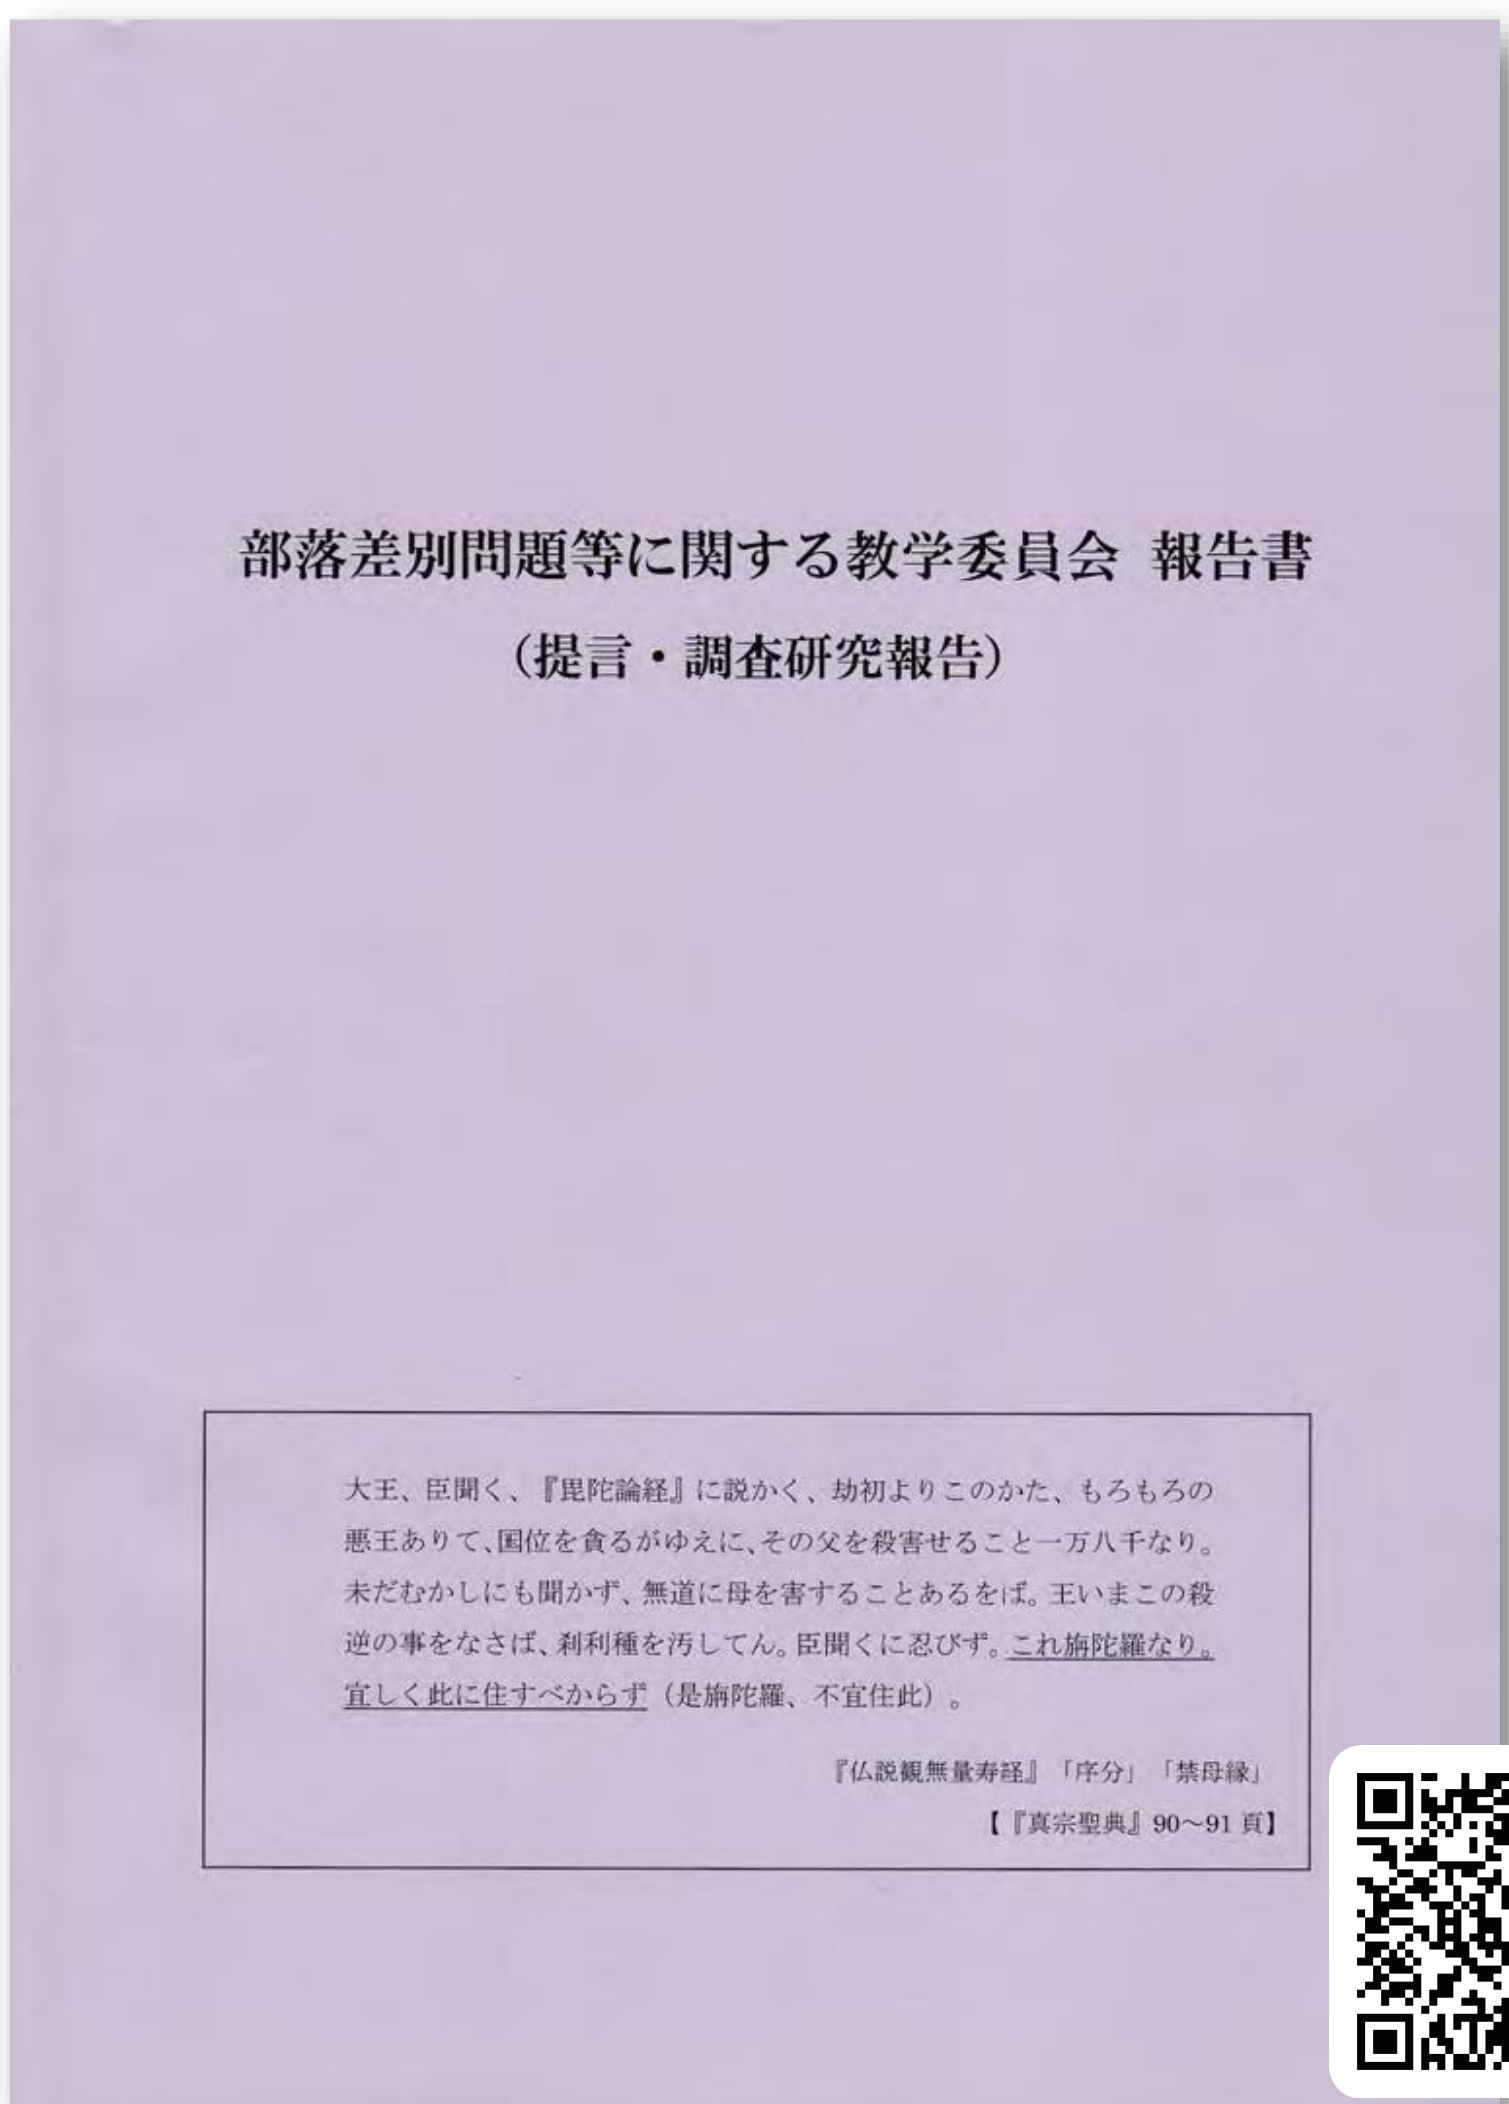 部落差別問題等に関する教学委員会 報告書
（提言・調査研究報告）
大王、臣聞く、『毘陀論経』に説かく、劫初よりこのかた、もろもろの
悪王ありて、国位を貪るがゆえに、その父を殺害せること一万八千なり。
未だむかしにも聞かず、無道に母を害することあるをば。王いまこの殺
逆の事をなさば、刹利種を汚してん。臣聞くに忍びず。これ旃陀羅なり。
宜しく此に住すべからず（是旃陀羅、不宜住此）。
『仏説観無量寿経』「序分」「禁母縁」
【『真宗聖典』90～91 頁】